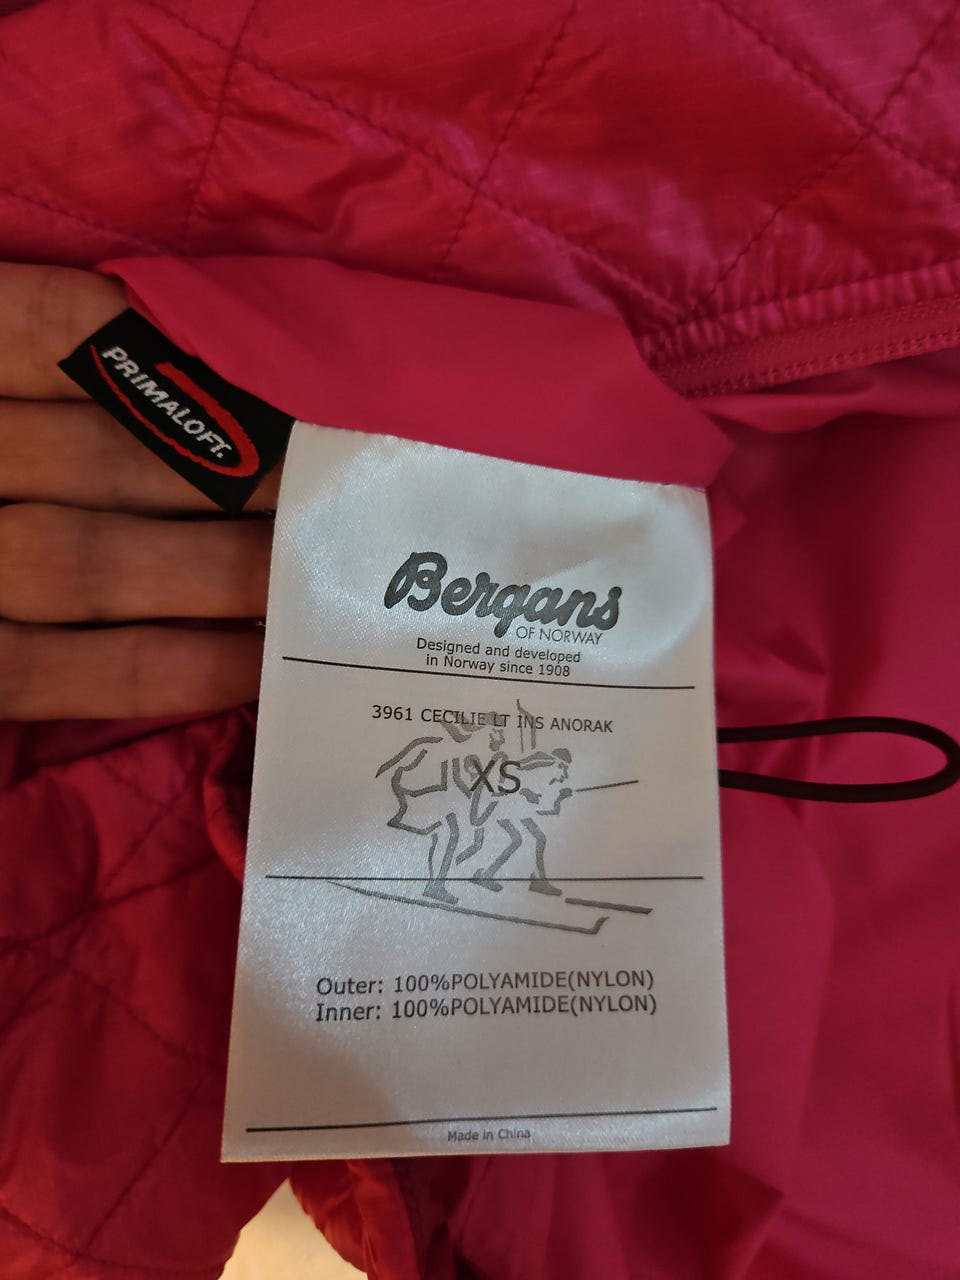 PRIMALOFT.
Bergans
OF NORWAY
Designed and developed
in Norway since 1908
3961 CECILIE LT INS ANORAK
XS
Outer: 100%POLYAMIDE(NYLON)
Inner: 100%POLYAMIDE(NYLON)
Made in China